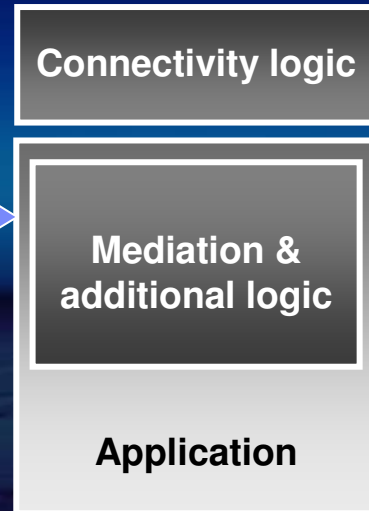 Connectivity logic
Mediation &
additional logic
Application